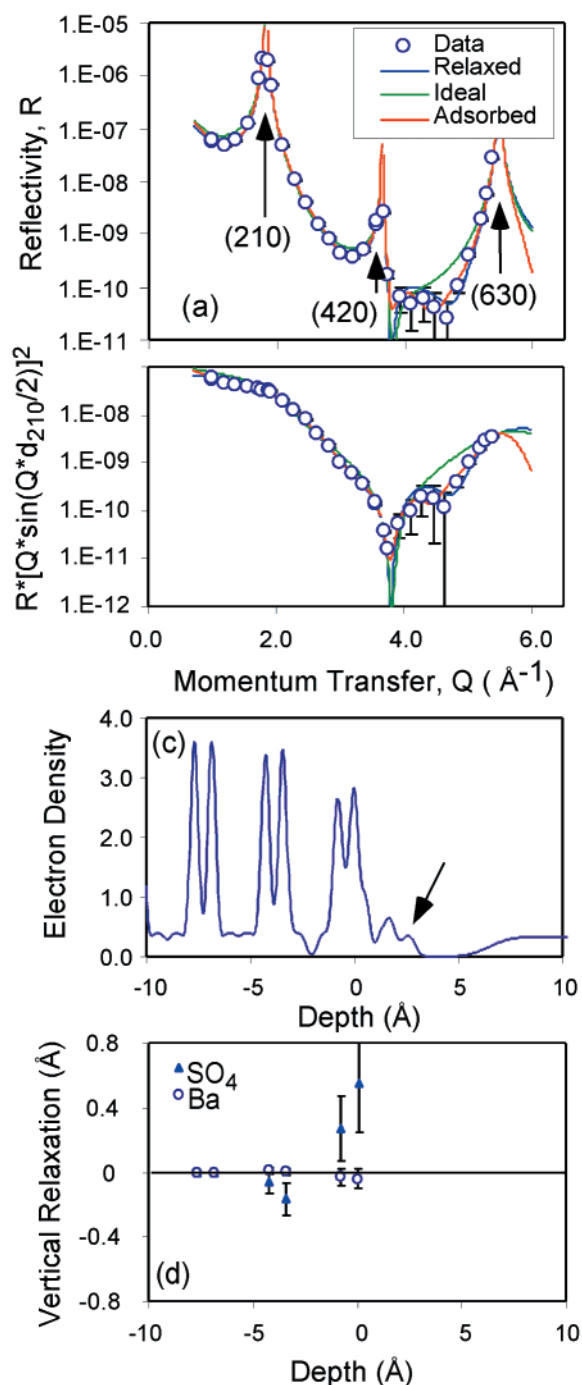 1.E-05
1.E-06
1.E-07
1.E-08
1.E-09
1.E-10
1.E-11
Reflectivity, R
Data
Relaxed
Ideal
Adsorbed
(210)
(420)
(630)
(a)
1.E-08
1.E-09
1.E-10
1.E-11
1.E-12
R*[Q*sin(Q*d₂₁₀/2))]²
0.0 2.0 4.0 6.0
Momentum Transfer, Q ( Å⁻¹)
(c)
4.0
3.0
2.0
1.0
0.0
Electron Density
-10 -5 0 5 10
Depth (Å)
0.8
0.4
0
-0.4
-0.8
Vertical Relaxation (Å)
SO₄
Ba
(d)
-10 -5 0 5 10
Depth (Å)